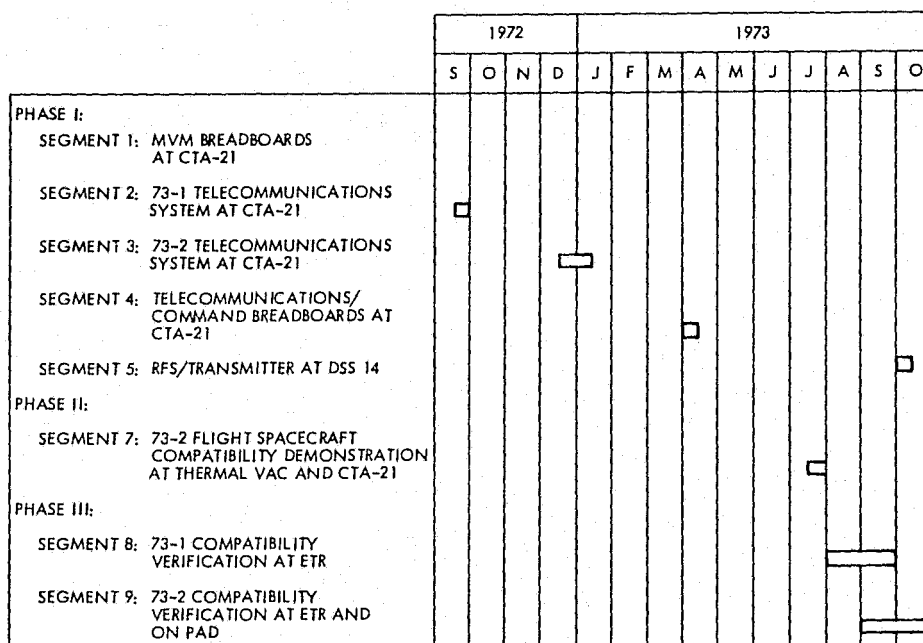 1972 1973
S O N D J F M A M J J A S O
PHASE I:
SEGMENT 1: MVM BREADBOARDS
AT CTA-21
SEGMENT 2: 73-1 TELECOMMUNICATIONS
SYSTEM AT CTA-21
SEGMENT 3: 73-2 TELECOMMUNICATIONS
SYSTEM AT CTA-21
SEGMENT 4: TELECOMMUNICATIONS/
COMMAND BREADBOARDS AT
CTA-21
SEGMENT 5: RFS/TRANSMITTER AT DSS 14
PHASE II:
SEGMENT 7: 73-2 FLIGHT SPACECRAFT
COMPATIBILITY DEMONSTRATION
AT THERMAL VAC AND CTA-21
PHASE III:
SEGMENT 8: 73-1 COMPATIBILITY
VERIFICATION AT ETR
SEGMENT 9: 73-2 COMPATIBILITY
VERIFICATION AT ETR AND
ON PAD